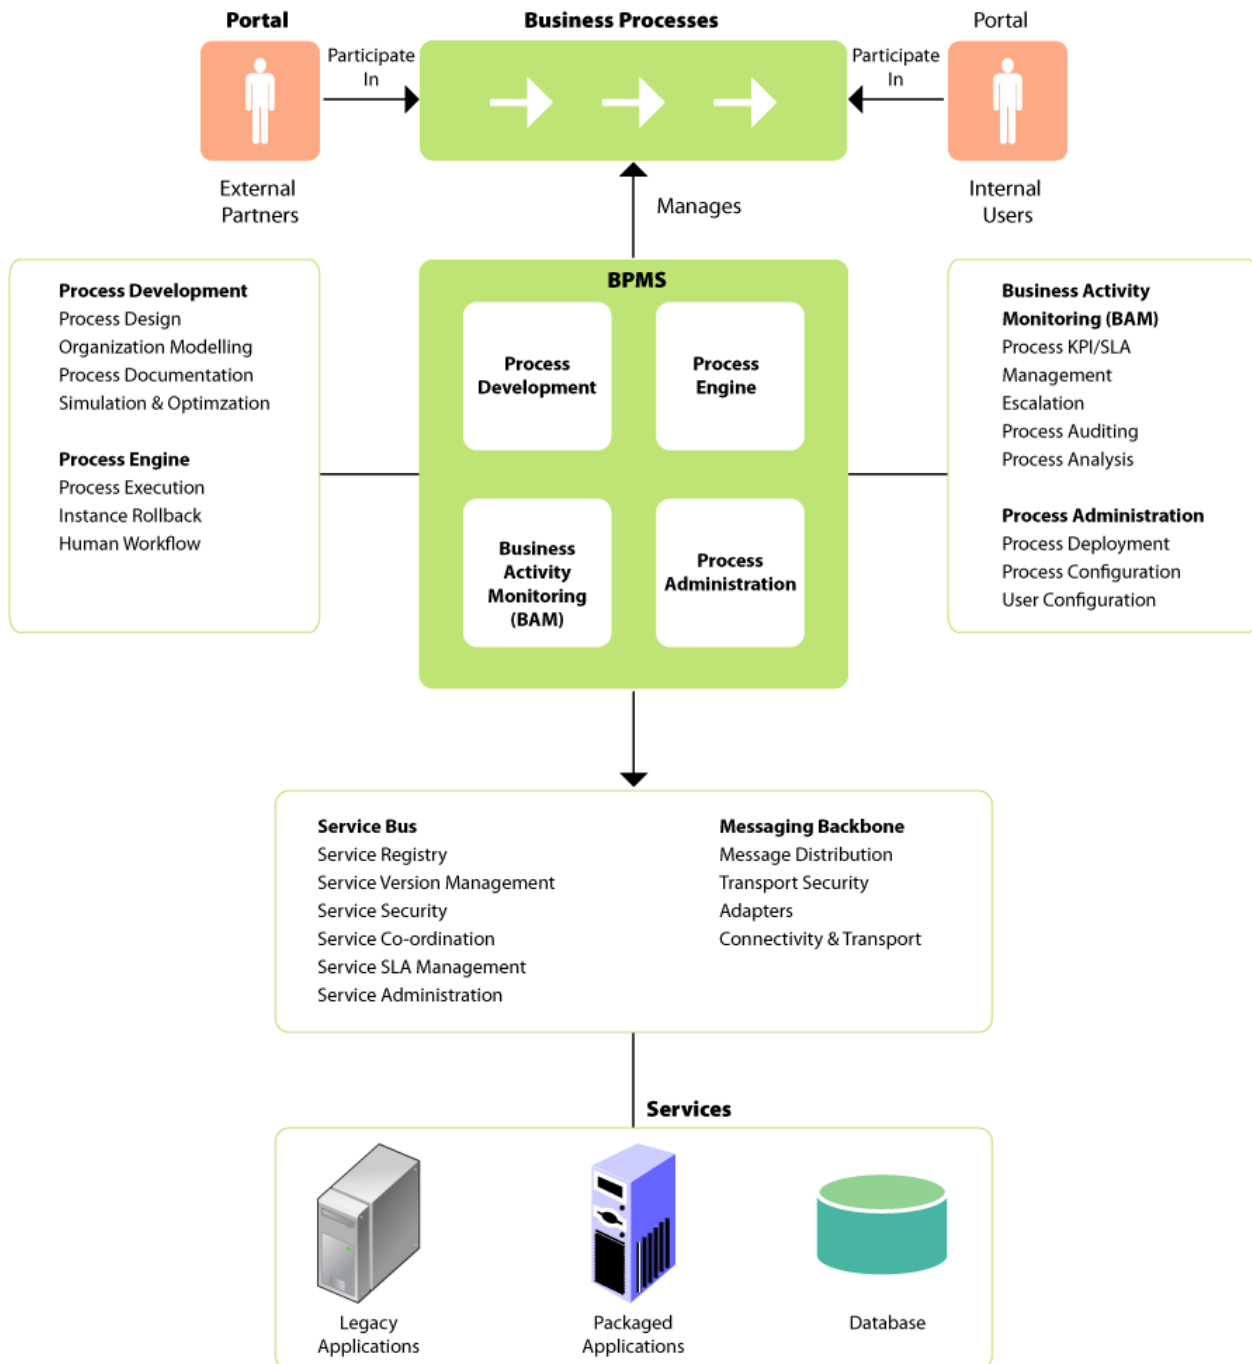 Portal
Business Processes
Portal
Participate
In
Participate
In
External
Partners
Manages
Internal
Users
Process Development
Process Design
Organization Modelling
Process Documentation
Simulation & Optimzation
Process Engine
Process Execution
Instance Rollback
Human Workflow
BPMS
Process
Development
Process
Engine
Business
Activity
Monitoring
(BAM)
Process
Administration
Business Activity
Monitoring (BAM)
Process KPI/SLA
Management
Escalation
Process Auditing
Process Analysis
Process Administration
Process Deployment
Process Configuration
User Configuration
Service Bus
Service Registry
Service Version Management
Service Security
Service Co-ordination
Service SLA Management
Service Administration
Messaging Backbone
Message Distribution
Transport Security
Adapters
Connectivity & Transport
Services
Legacy
Applications
Packaged
Applications
Database